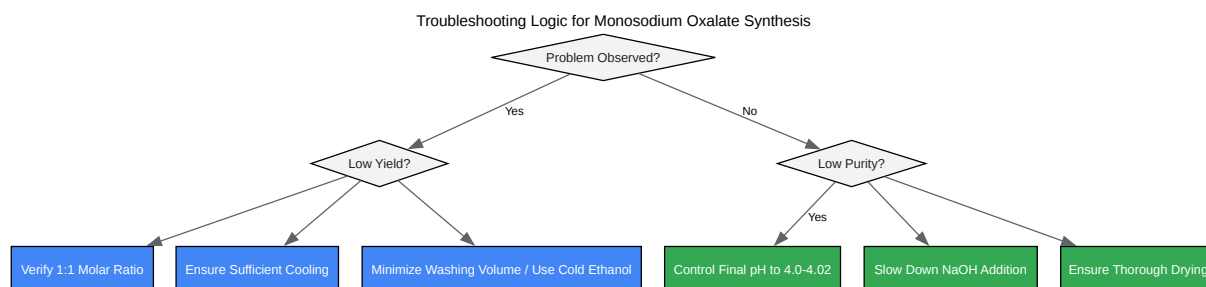 Troubleshooting Logic for Monosodium Oxalate Synthesis
Problem Observed?
Yes
No
Low Yield?
Low Purity?
Yes
Verify 1:1 Molar Ratio
Ensure Sufficient Cooling
Minimize Washing Volume / Use Cold Ethanol
Control Final pH to 4.0-4.02
Slow Down NaOH Addition
Ensure Thorough Drying